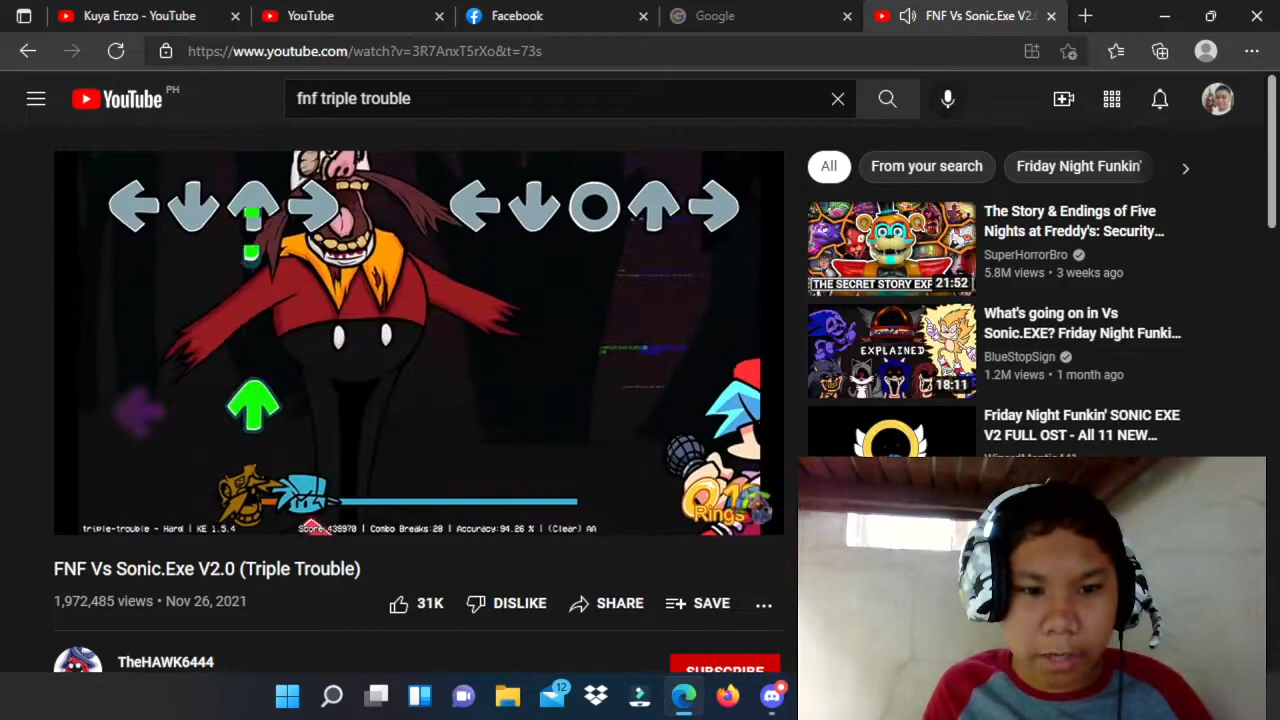 Kuya Enzo - YouTube
YouTube
Facebook
Google
FNF Vs Sonic.Exe V2.
https://www.youtube.com/watch?v=3R7AnxT5rXo&t=73s
YouTube PH
fnf triple trouble
All
From your search
Friday Night Funkin'
The Story & Endings of Five
Nights at Freddy's: Security...
SuperHorrorBro
5.8M views • 3 weeks ago
THE SECRET STORY EXP
21:52
What's going on in Vs
Sonic.EXE? Friday Night Funki...
BlueStopSign
1.2M views • 1 month ago
EXPLAINED
18:11
Friday Night Funkin' SONIC EXE
V2 FULL OST - All 11 NEW...
Rings
triple-trouble - Hard | KE 1.5.4
Score:439970 | Combo Breaks:28 | Accuracy:94.26 % | (Clear) AA
FNF Vs Sonic.Exe V2.0 (Triple Trouble)
1,972,485 views • Nov 26, 2021
31K
DISLIKE
SHARE
SAVE
TheHAWK6444
SUBSCRIBE
12